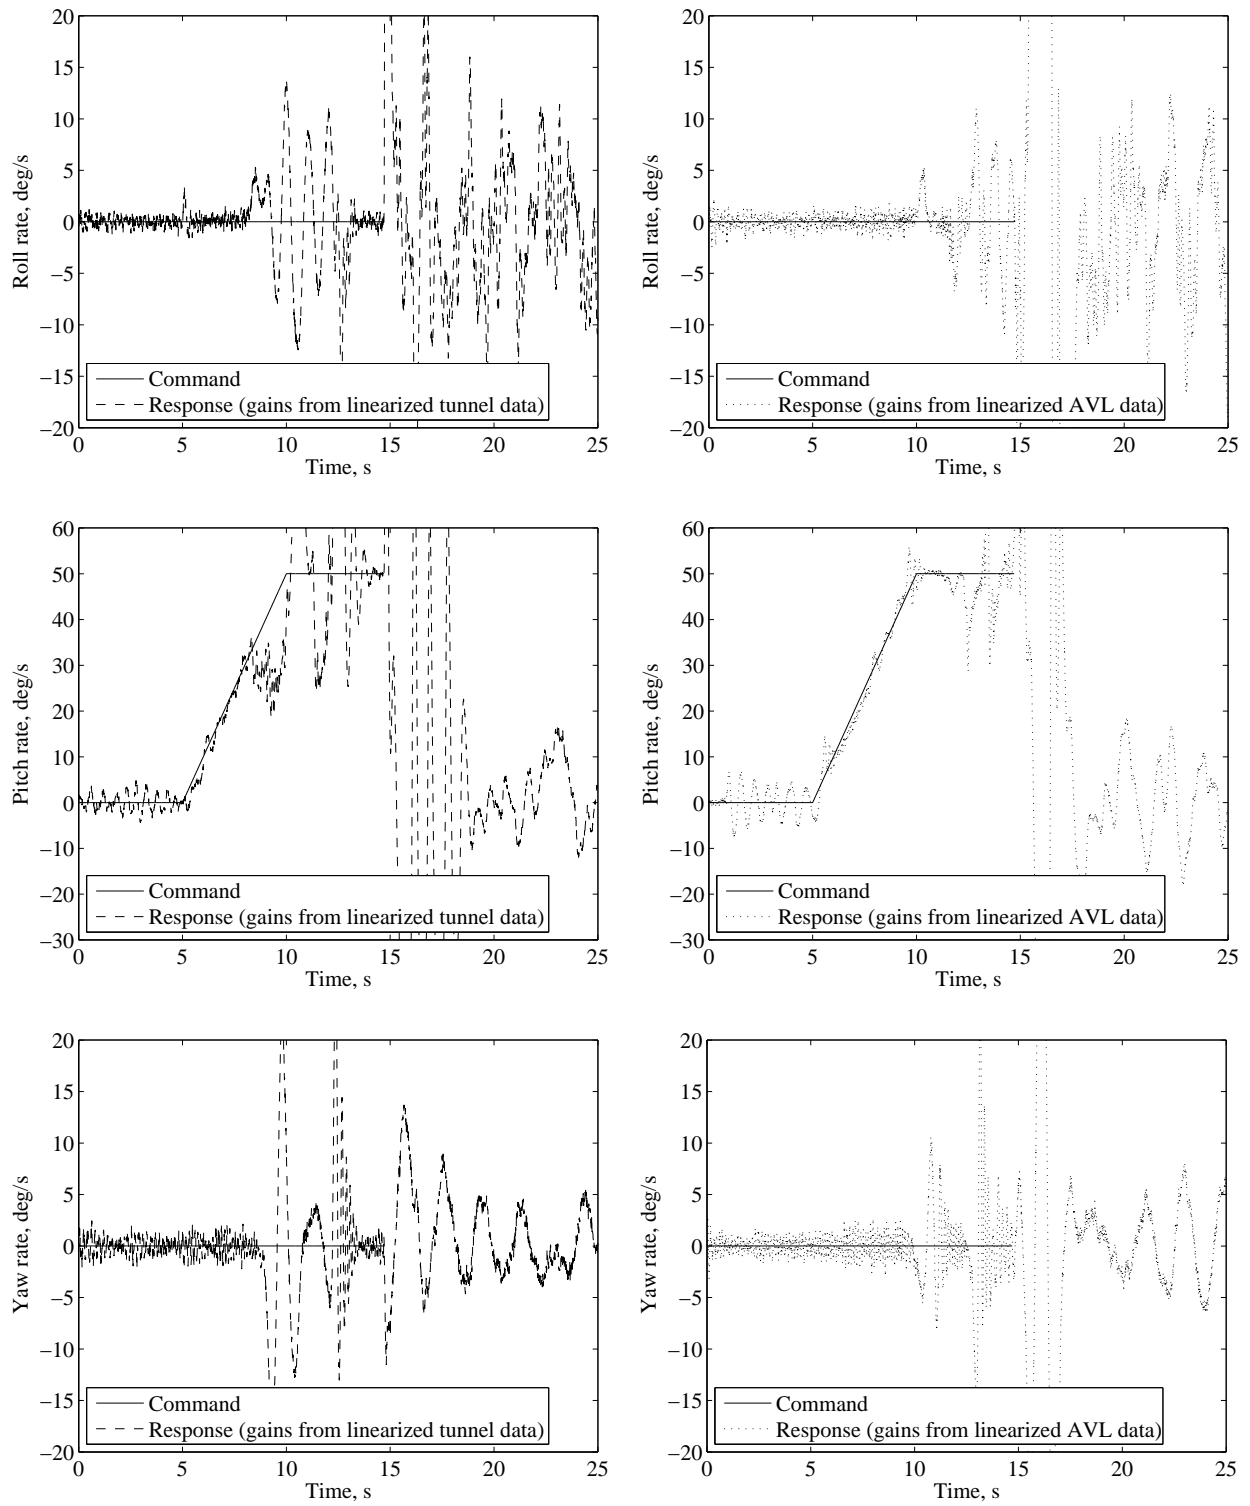 20
15
10
5
0
−5
−10
−15
−20
Roll rate, deg/s
Command
Response (gains from linearized tunnel data)
0 5 10 15 20 25
Time, s
20
15
10
5
0
−5
−10
−15
−20
Roll rate, deg/s
Command
Response (gains from linearized AVL data)
0 5 10 15 20 25
Time, s
60
50
40
30
20
10
0
−10
−20
−30
Pitch rate, deg/s
Command
Response (gains from linearized tunnel data)
0 5 10 15 20 25
Time, s
60
50
40
30
20
10
0
−10
−20
−30
Pitch rate, deg/s
Command
Response (gains from linearized AVL data)
0 5 10 15 20 25
Time, s
20
15
10
5
0
−5
−10
−15
−20
Yaw rate, deg/s
Command
Response (gains from linearized tunnel data)
0 5 10 15 20 25
Time, s
20
15
10
5
0
−5
−10
−15
−20
Yaw rate, deg/s
Command
Response (gains from linearized AVL data)
0 5 10 15 20 25
Time, s